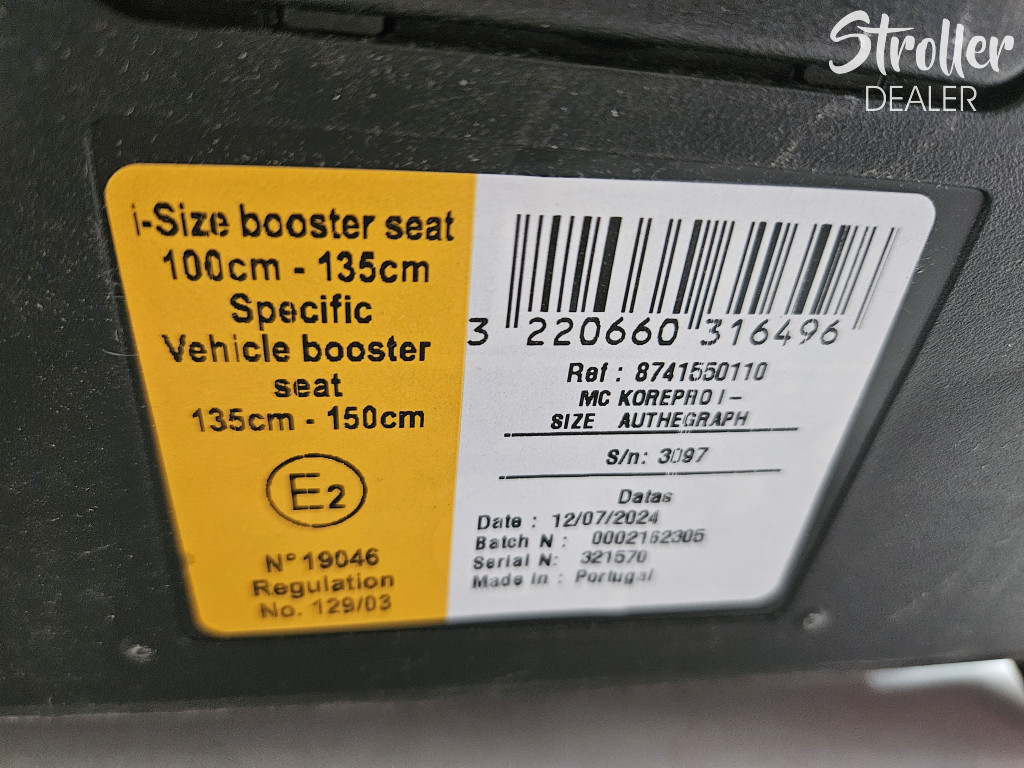 Stroller
DEALER
i-Size booster seat
100cm - 135cm
Specific
Vehicle booster
seat
135cm - 150cm
E2
N° 19046
Regulation
No. 129/03
3 220660 316496
Ref : 8741550110
MC KOREPRO I-
SIZE AUTHEGRAPH
S/n: 3097
Datas
Date : 12/07/2024
Batch N : 0002162305
Serial N: 321570
Made In : Portugal